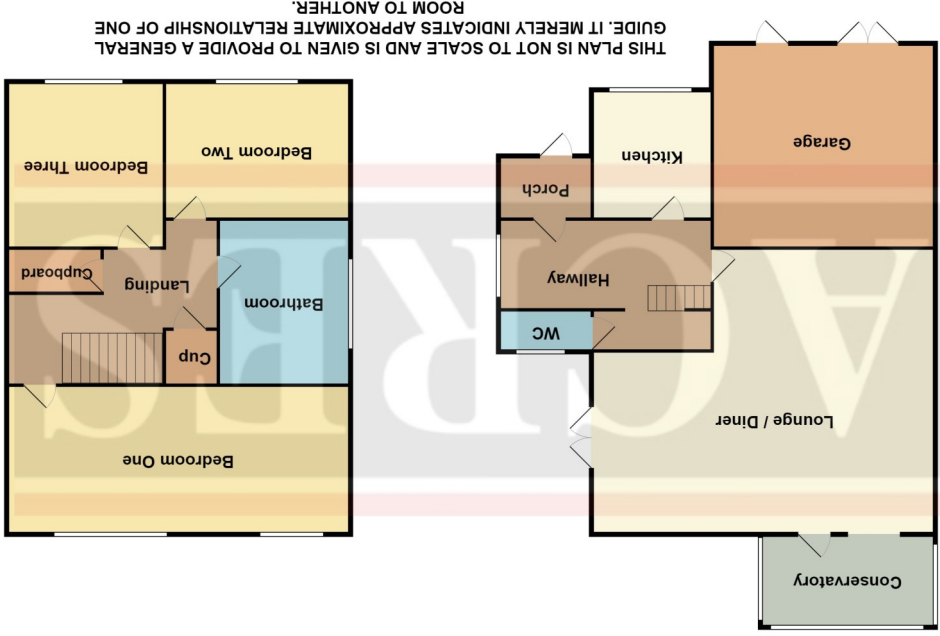 Conservatory
Lounge / Diner
WC
Hallway
Porch
Kitchen
Garage
Bedroom One
Cup
Bathroom
Landing
Cupboard
Bedroom Two
Bedroom Three
ACRES
THIS PLAN IS NOT TO SCALE AND IS GIVEN TO PROVIDE A GENERAL
GUIDE. IT MERELY INDICATES APPROXIMATE RELATIONSHIP OF ONE
ROOM TO ANOTHER.